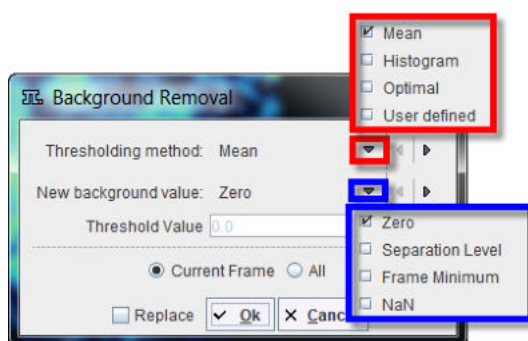 Mean
Histogram
Optimal
User defined
Background Removal
Thresholding method: Mean
New background value: Zero
Threshold Value 0.0
Zero
Separation Level
Frame Minimum
NaN
Current Frame All
Replace Ok Cance